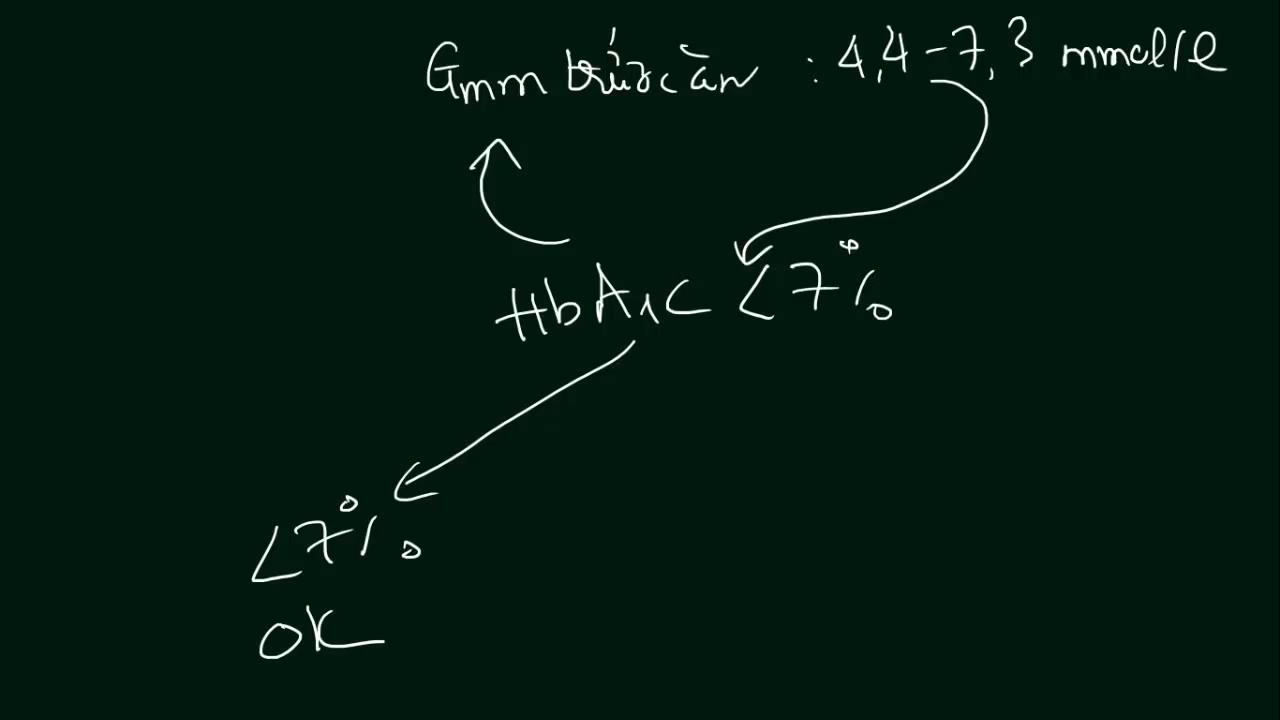 Gmm trước ăn : 4,4 - 7,3 mmol/l
HbA1c < 7%
< 7%
OK